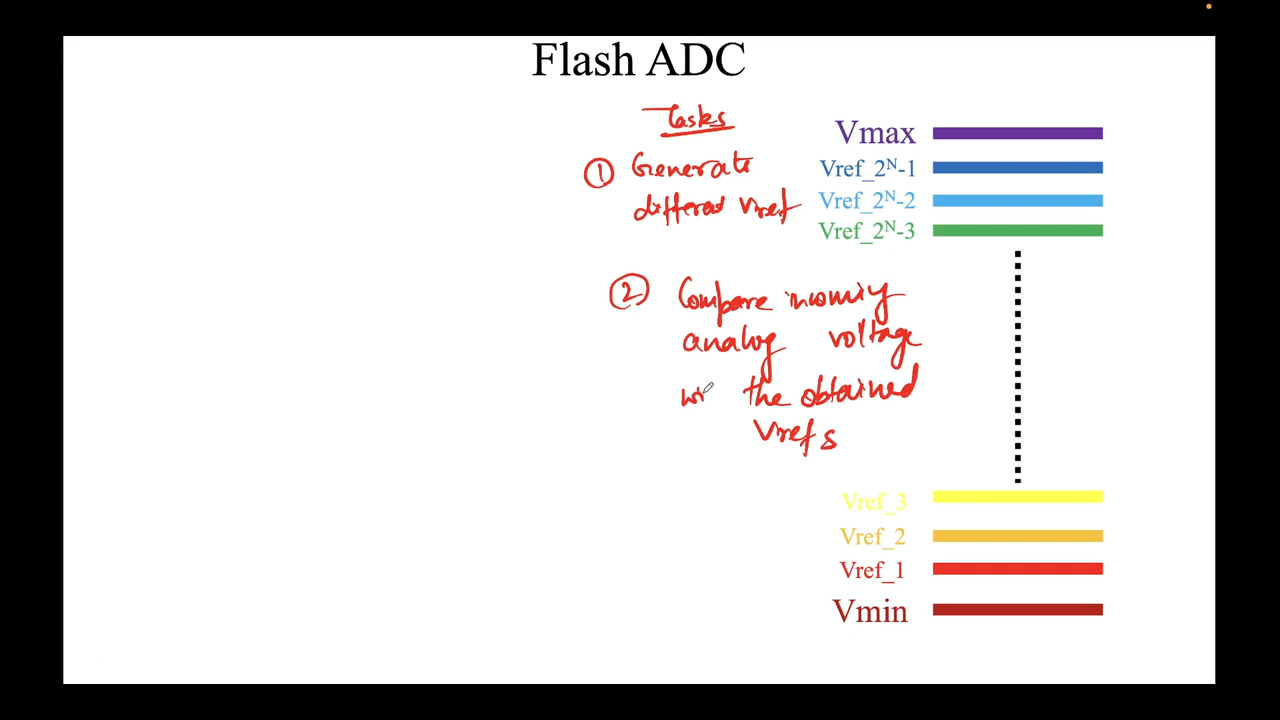 Flash ADC
Tasks
① Generate
different Vref
② Compare incoming
analog voltage
wi the obtained
Vrefs
Vmax
Vref_2ᴺ-1
Vref_2ᴺ-2
Vref_2ᴺ-3
Vref_3
Vref_2
Vref_1
Vmin